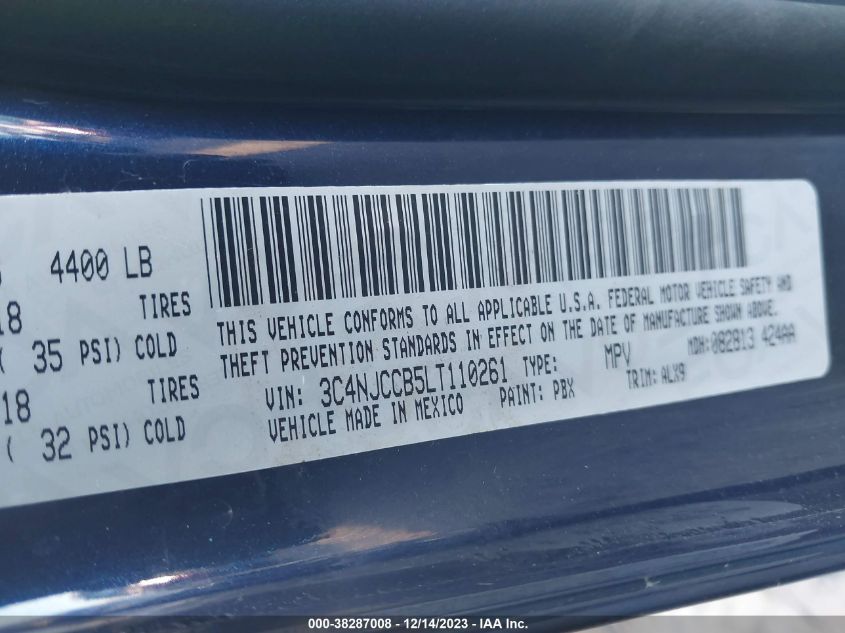 4400 LB
18 TIRES
( 35 PSI) COLD
18 TIRES
( 32 PSI) COLD
THIS VEHICLE CONFORMS TO ALL APPLICABLE U.S.A. FEDERAL MOTOR VEHICLE SAFETY AND
THEFT PREVENTION STANDARDS IN EFFECT ON THE DATE OF MANUFACTURE SHOWN ABOVE.
VIN: 3C4NJCCB5LT110261 TYPE: MPV MDH: 082813 424AA
VEHICLE MADE IN MEXICO PAINT: PBX TRIM: ALX9
000-38287008 - 12/14/2023 - IAA Inc.